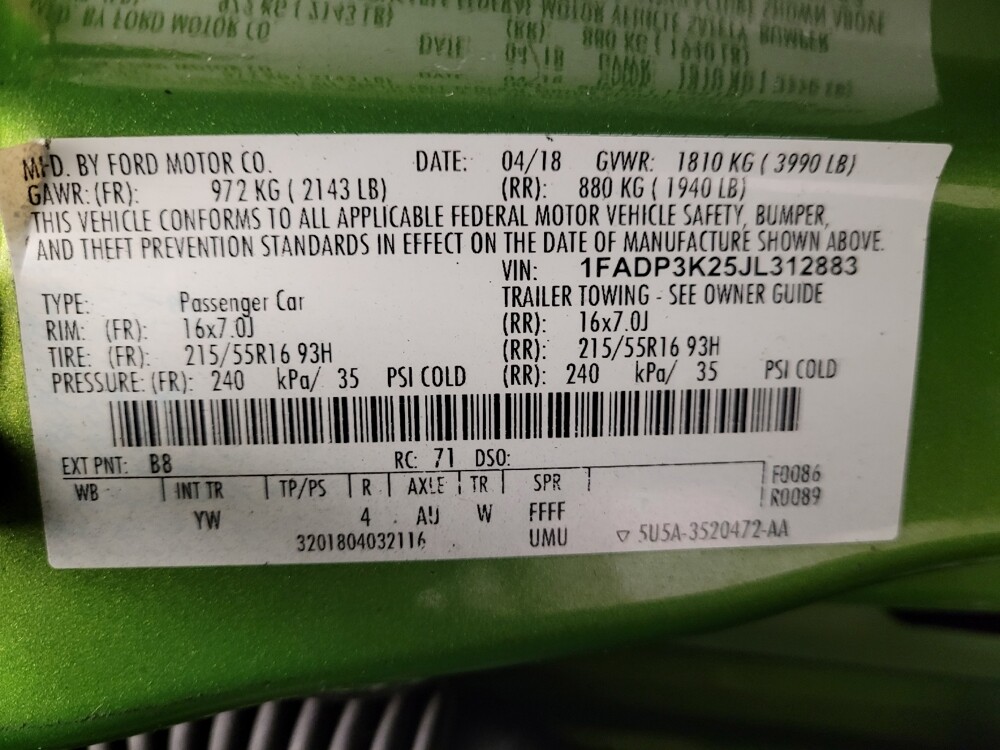 MFD. BY FORD MOTOR CO. DATE: 04/18 GVWR: 1810 KG ( 3990 LB)
GAWR: (FR): 972 KG ( 2143 LB) (RR): 880 KG ( 1940 LB)
THIS VEHICLE CONFORMS TO ALL APPLICABLE FEDERAL MOTOR VEHICLE SAFETY, BUMPER,
AND THEFT PREVENTION STANDARDS IN EFFECT ON THE DATE OF MANUFACTURE SHOWN ABOVE.
VIN: 1FADP3K25JL312883
TYPE: Passenger Car TRAILER TOWING - SEE OWNER GUIDE
RIM: (FR): 16x7.0J (RR): 16x7.0J
TIRE: (FR): 215/55R16 93H (RR): 215/55R16 93H
PRESSURE: (FR): 240 kPa/ 35 PSI COLD (RR): 240 kPa/ 35 PSI COLD
EXT PNT: B8 RC: 71 DSO:
WB INT TR TP/PS R AXLE TR SPR F0086
R0089
YW 4 AU W FFFF
3201804032116 UMU ▽ 5U5A-3520472-AA